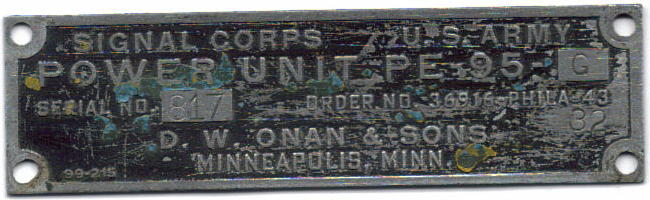 SIGNAL CORPS U.S. ARMY
POWER UNIT PE-95-G
SERIAL NO. 817 ORDER NO. 36916-PHILA-43
32
D. W. ONAN & SONS
MINNEAPOLIS, MINN.
99-215